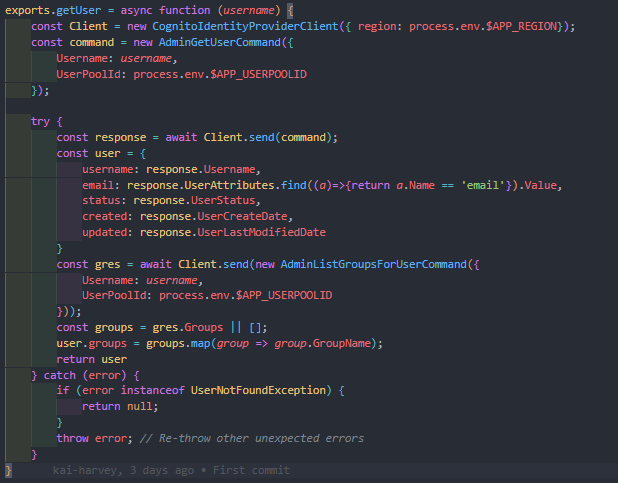 exports.getUser = async function (username) {
    const Client = new CognitoIdentityProviderClient({ region: process.env.$APP_REGION});
    const command = new AdminGetUserCommand({
        Username: username,
        UserPoolId: process.env.$APP_USERPOOLID
    });

    try {
        const response = await Client.send(command);
        const user = {
            username: response.Username,
            email: response.UserAttributes.find((a)=>{return a.Name == 'email'}).Value,
            status: response.UserStatus,
            created: response.UserCreateDate,
            updated: response.UserLastModifiedDate
        }
        const gres = await Client.send(new AdminListGroupsForUserCommand({
            Username: username,
            UserPoolId: process.env.$APP_USERPOOLID
        }));
        const groups = gres.Groups || [];
        user.groups = groups.map(group => group.GroupName);
        return user
    } catch (error) {
        if (error instanceof UserNotFoundException) {
            return null;
        }
        throw error; // Re-throw other unexpected errors
    }
}    kai-harvey, 3 days ago • First commit